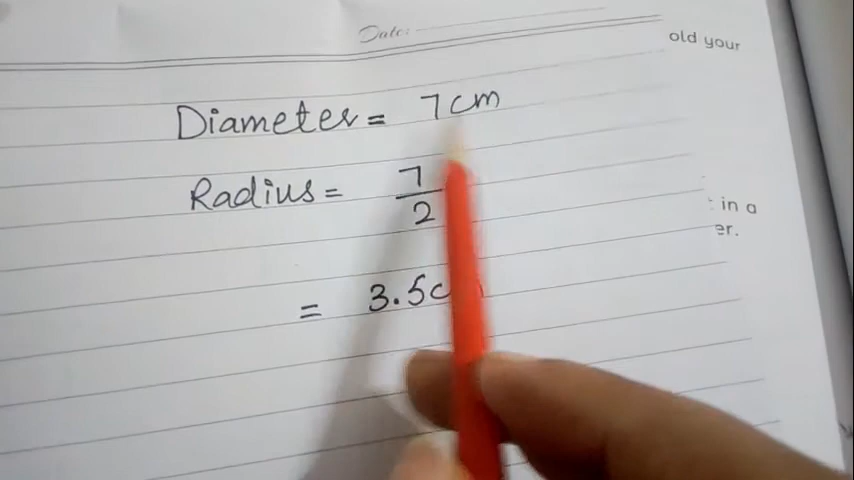 Date:
old your
Diameter = 7cm
Radius = 7/2
in a
er.
= 3.5c